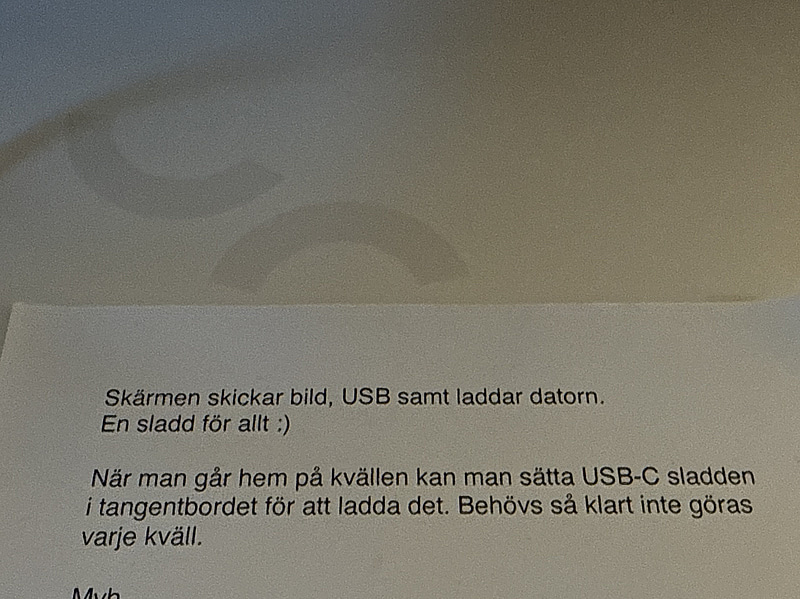 Skärmen skickar bild, USB samt laddar datorn.
En sladd för allt :)
När man går hem på kvällen kan man sätta USB-C sladden
i tangentbordet för att ladda det. Behövs så klart inte göras
varje kväll.
Mvh